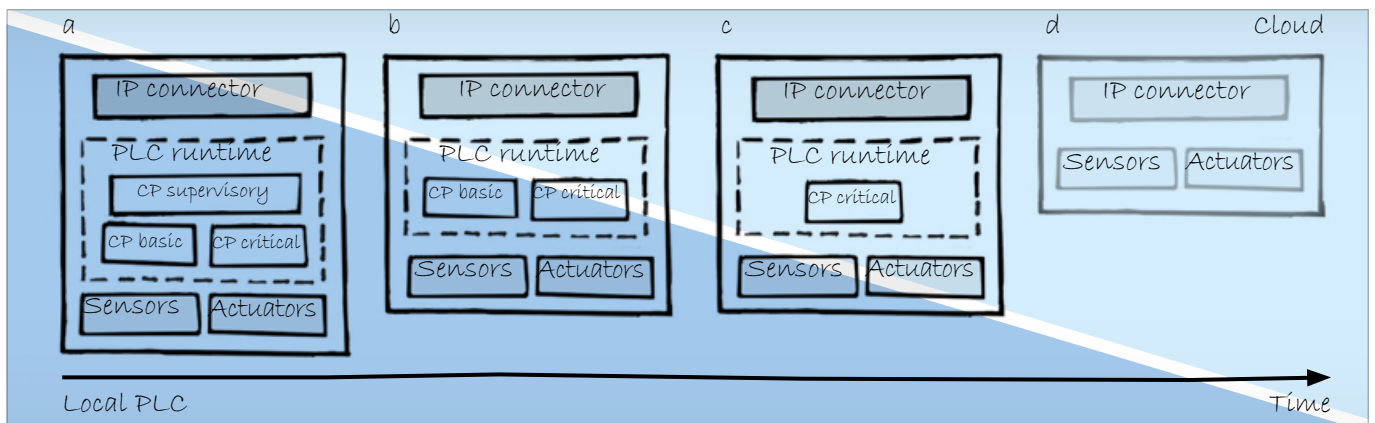 a
b
c
d
Cloud
IP connector
PLC runtime
CP supervisory
CP basic
CP critical
Sensors
Actuators
IP connector
PLC runtime
CP basic
CP critical
Sensors
Actuators
IP connector
PLC runtime
CP critical
Sensors
Actuators
IP connector
Sensors
Actuators
Local PLC
Time